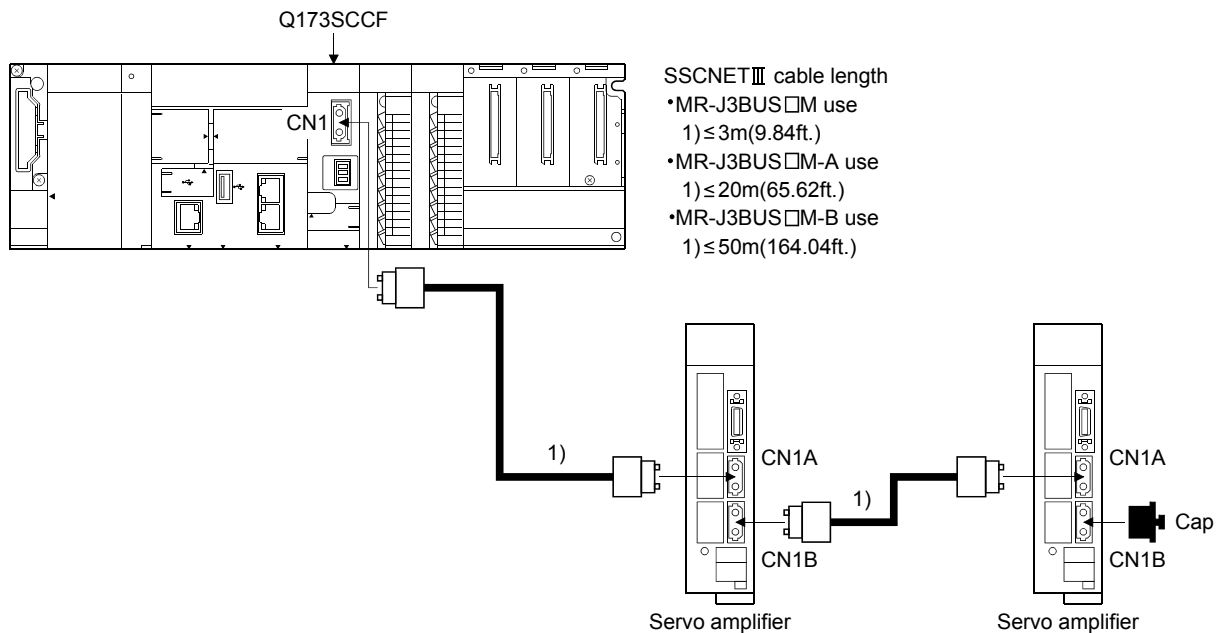 Q173SCCF
CN1
SSCNETⅢ cable length
•MR-J3BUS□M use
1)≤3m(9.84ft.)
•MR-J3BUS□M-A use
1)≤20m(65.62ft.)
•MR-J3BUS□M-B use
1)≤50m(164.04ft.)
1)
CN1A
CN1B
Servo amplifier
1)
CN1A
Cap
CN1B
Servo amplifier